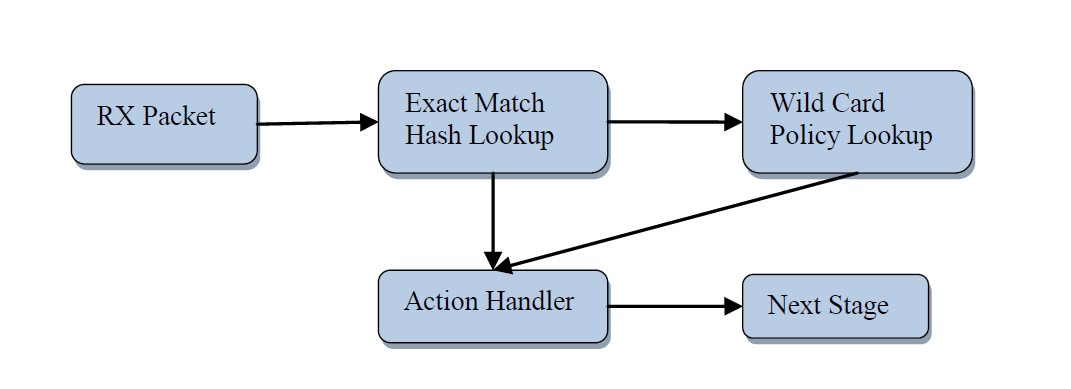 RX Packet
Exact Match
Hash Lookup
Wild Card
Policy Lookup
Action Handler
Next Stage